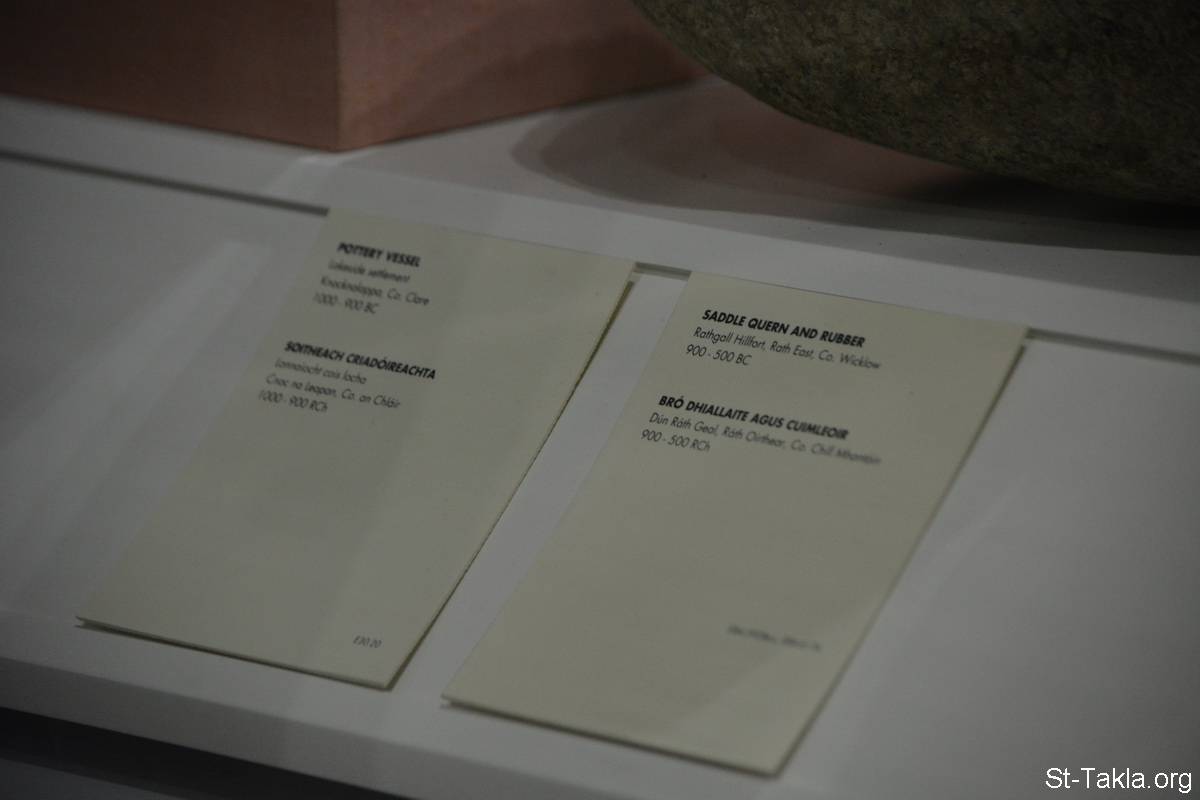 POTTERY VESSEL
Lakeside settlement
Knocknalappa, Co. Clare
1000 - 900 BC
SOITHEACH CRIADÓIREACHTA
Lonnaíocht cois locha
Cnoc na Leapan, Co. an Chláir
1000 - 900 RCh
E30 20
SADDLE QUERN AND RUBBER
Rathgall Hillfort, Rath East, Co. Wicklow
900 - 500 BC
BRÓ DHIALLAITE AGUS CUIMLEOIR
Dún Ráth Geal, Ráth Oirthear, Co. Chill Mhantáin
900 - 500 RCh
St-Takla.org